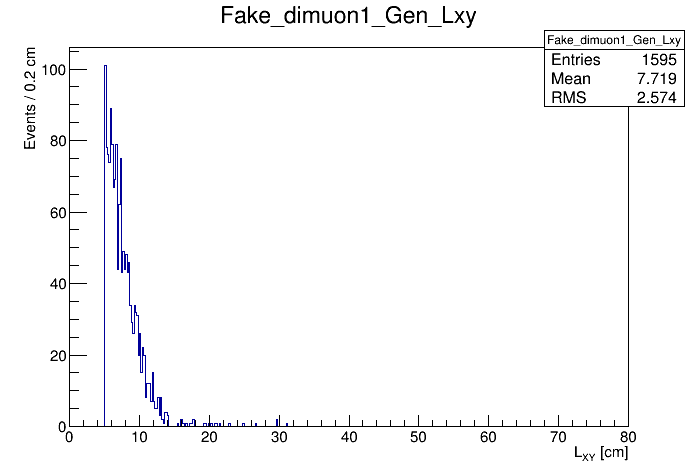 Fake_dimuon1_Gen_Lxy
Fake_dimuon1_Gen_Lxy
Entries 1595
Mean 7.719
RMS 2.574
Events / 0.2 cm
100
80
60
40
20
0
0 10 20 30 40 50 60 70 80
L_XY [cm]